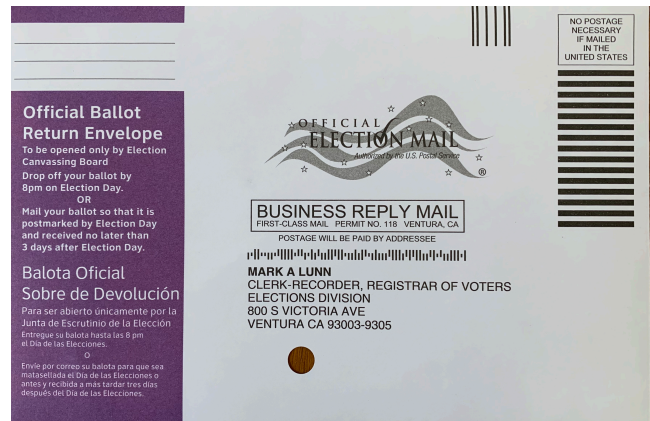 NO POSTAGE
NECESSARY
IF MAILED
IN THE
UNITED STATES
Official Ballot
Return Envelope
To be opened only by Election
Canvassing Board
Drop off your ballot by
8pm on Election Day.
OR
Mail your ballot so that it is
postmarked by Election Day
and received no later than
3 days after Election Day.
Balota Oficial
Sobre de Devolución
Para ser abierto únicamente por la
Junta de Escrutinio de la Elección
Entregue su balota hasta las 8 pm
el Día de las Elecciones.
O
Envíe por correo su balota para que sea
matasellada el Día de las Elecciones o
antes y recibida a más tardar tres días
después del Día de las Elecciones.
OFFICIAL
ELECTION MAIL
Authorized by the U.S. Postal Service
®
BUSINESS REPLY MAIL
FIRST-CLASS MAIL PERMIT NO. 118 VENTURA, CA
POSTAGE WILL BE PAID BY ADDRESSEE
MARK A LUNN
CLERK-RECORDER, REGISTRAR OF VOTERS
ELECTIONS DIVISION
800 S VICTORIA AVE
VENTURA CA 93003-9305